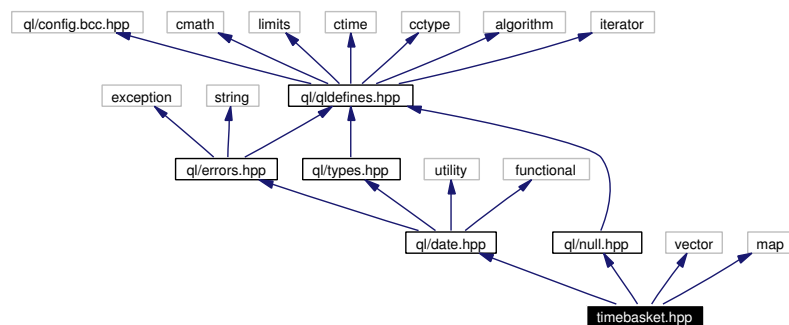 ql/config.bcc.hpp
cmath
limits
ctime
cctype
algorithm
iterator
exception
string
ql/qldefines.hpp
ql/errors.hpp
ql/types.hpp
utility
functional
ql/date.hpp
ql/null.hpp
vector
map
timebasket.hpp